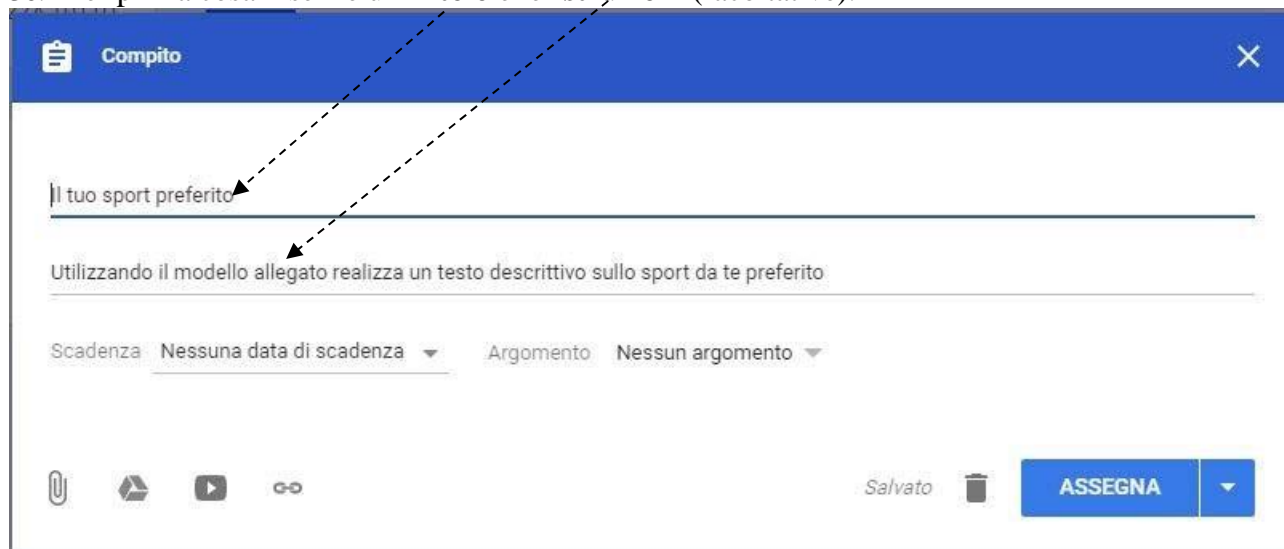 Compito
Il tuo sport preferito
Utilizzando il modello allegato realizza un testo descrittivo sullo sport da te preferito
Scadenza Nessuna data di scadenza Argomento Nessun argomento
Salvato ASSEGNA